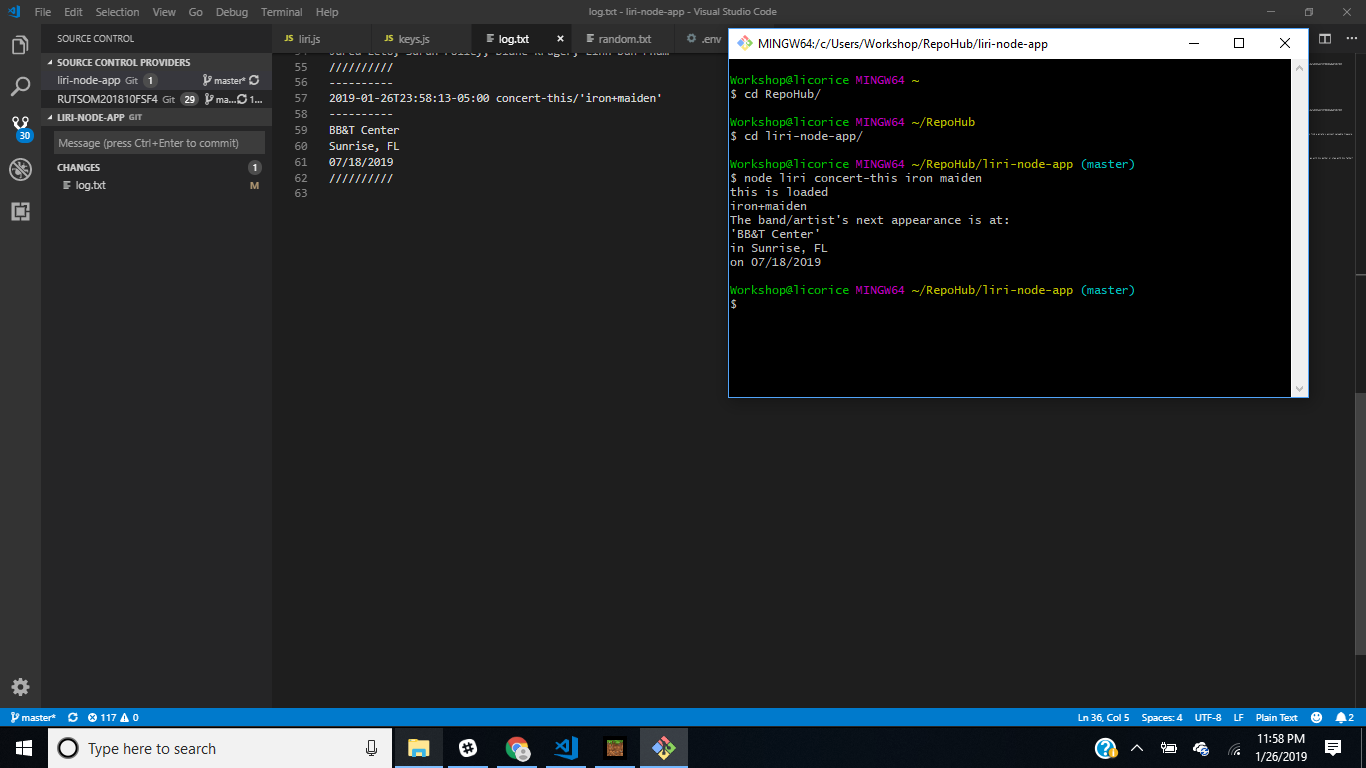 File Edit Selection View Go Debug Terminal Help
log.txt - liri-node-app - Visual Studio Code
SOURCE CONTROL
SOURCE CONTROL PROVIDERS
liri-node-app Git 1 master*
RUTSOM201810FSF4 Git 29 ma... 1...
LIRI-NODE-APP GIT
Message (press Ctrl+Enter to commit)
CHANGES 1
log.txt M
30
JS liri.js JS keys.js log.txt × random.txt .env
55 //////////
56 ----------
57 2019-01-26T23:58:13-05:00 concert-this/'iron+maiden'
58 ----------
59 BB&T Center
60 Sunrise, FL
61 07/18/2019
62 //////////
63
MINGW64:/c/Users/Workshop/RepoHub/liri-node-app
Workshop@licorice MINGW64 ~
$ cd RepoHub/
Workshop@licorice MINGW64 ~/RepoHub
$ cd liri-node-app/
Workshop@licorice MINGW64 ~/RepoHub/liri-node-app (master)
$ node liri concert-this iron maiden
this is loaded
iron+maiden
The band/artist's next appearance is at:
'BB&T Center'
in Sunrise, FL
on 07/18/2019
Workshop@licorice MINGW64 ~/RepoHub/liri-node-app (master)
$
master* 117 0
Ln 36, Col 5 Spaces: 4 UTF-8 LF Plain Text 2
Type here to search
11:58 PM
1/26/2019